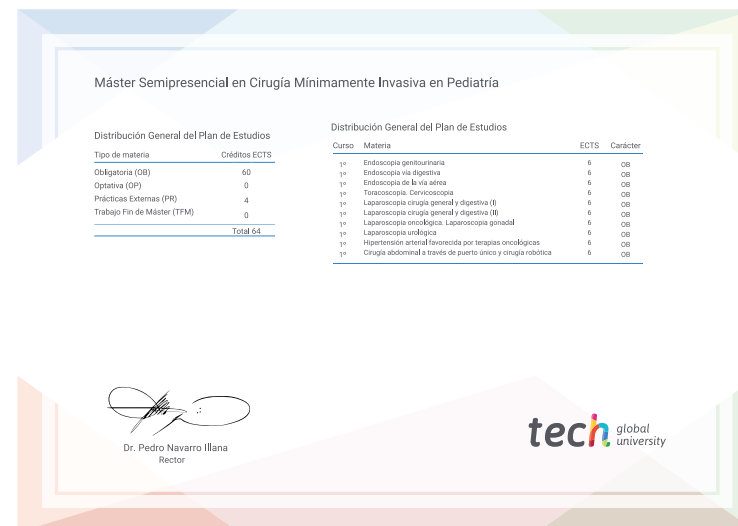 Máster Semipresencial en Cirugía Mínimamente Invasiva en Pediatría
Distribución General del Plan de Estudios
Tipo de materia Créditos ECTS
Obligatoria (OB) 60
Optativa (OP) 0
Prácticas Externas (PR) 4
Trabajo Fin de Máster (TFM) 0
Total 64
Distribución General del Plan de Estudios
Curso Materia ECTS Carácter
1º Endoscopia genitourinaria 6 OB
1º Endoscopia vía digestiva 6 OB
1º Endoscopia de la vía aérea 6 OB
1º Toracoscopia. Cervicoscopia 6 OB
1º Laparoscopia cirugía general y digestiva (I) 6 OB
1º Laparoscopia cirugía general y digestiva (II) 6 OB
1º Laparoscopia oncológica. Laparoscopia gonadal 6 OB
1º Laparoscopia urológica 6 OB
1º Hipertensión arterial favorecida por terapias oncológicas 6 OB
1º Cirugía abdominal a través de puerto único y cirugía robótica 6 OB
Dr. Pedro Navarro Illana
Rector
tech global
university